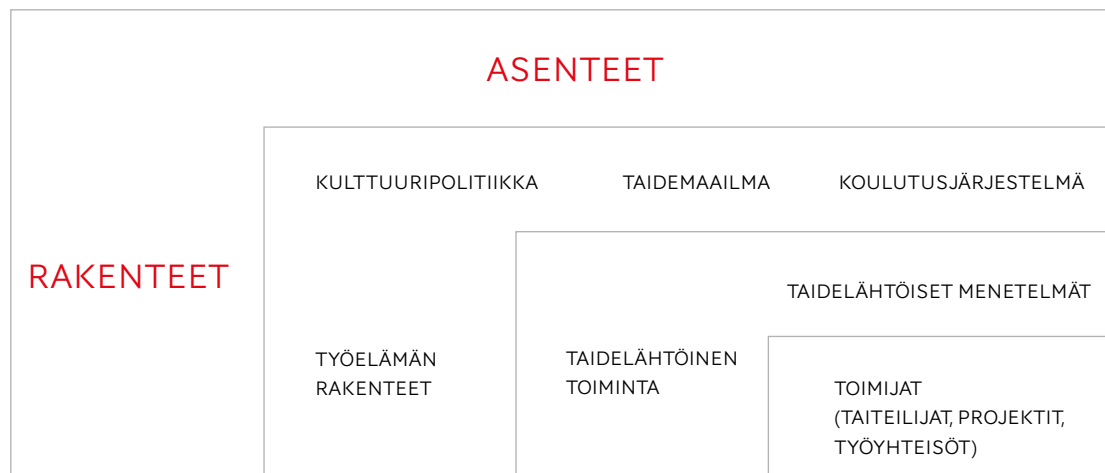 ASENTEET
KULTTUURIPOLITIIKKA
TAIDEMAAILMA
KOULUTUSJÄRJESTELMÄ
RAKENTEET
TAIDELÄHTÖISET MENETELMÄT
TYÖELÄMÄN
RAKENTEET
TAIDELÄHTÖINEN
TOIMINTA
TOIMIJAT
(TAITEILIJAT, PROJEKTIT,
TYÖYHTEISÖT)